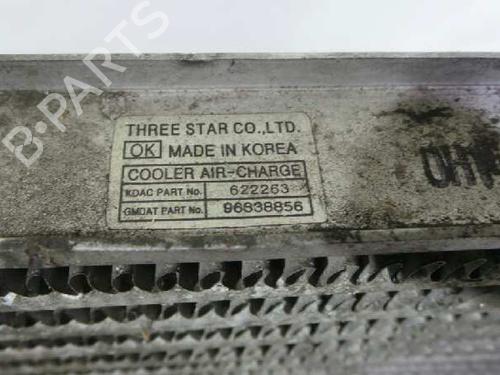 THREE STAR CO.,LTD.
OK MADE IN KOREA
COOLER AIR-CHARGE
KDAC PART No. 622263
GMDAT PART No. 96838856
B-PARTS